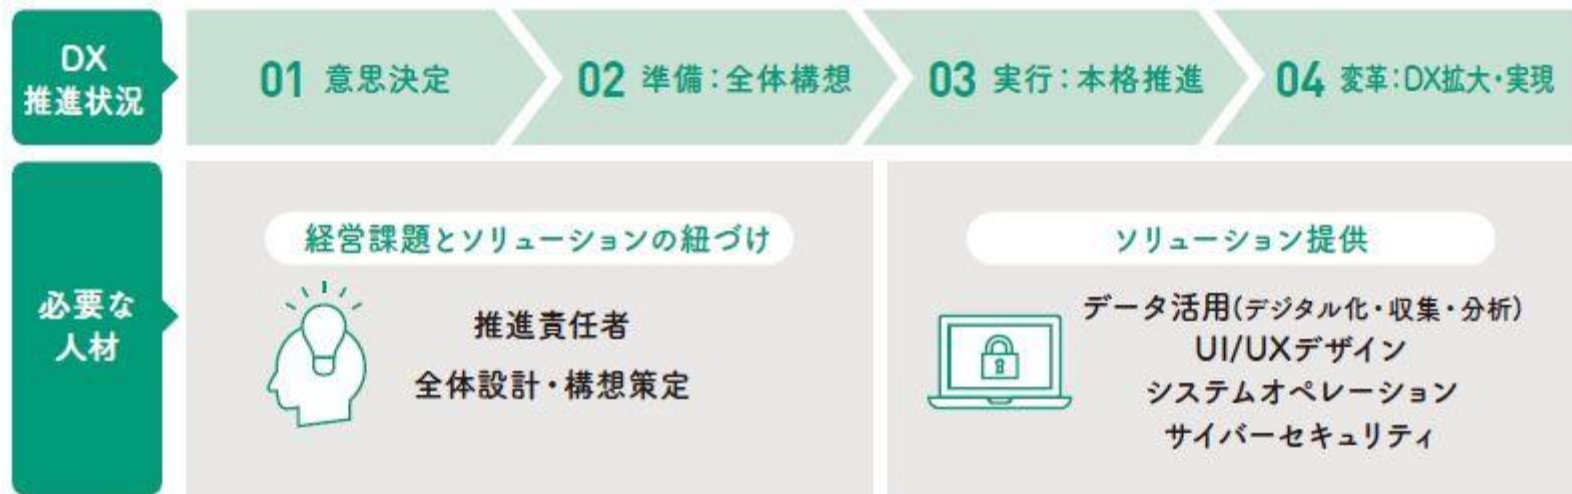 DX
推進状況
01 意思決定
02 準備：全体構想
03 実行：本格推進
04 変革：DX拡大・実現
必要な
人材
経営課題とソリューションの紐づけ
推進責任者
全体設計・構想策定
ソリューション提供
データ活用(デジタル化・収集・分析)
UI/UXデザイン
システムオペレーション
サイバーセキュリティ